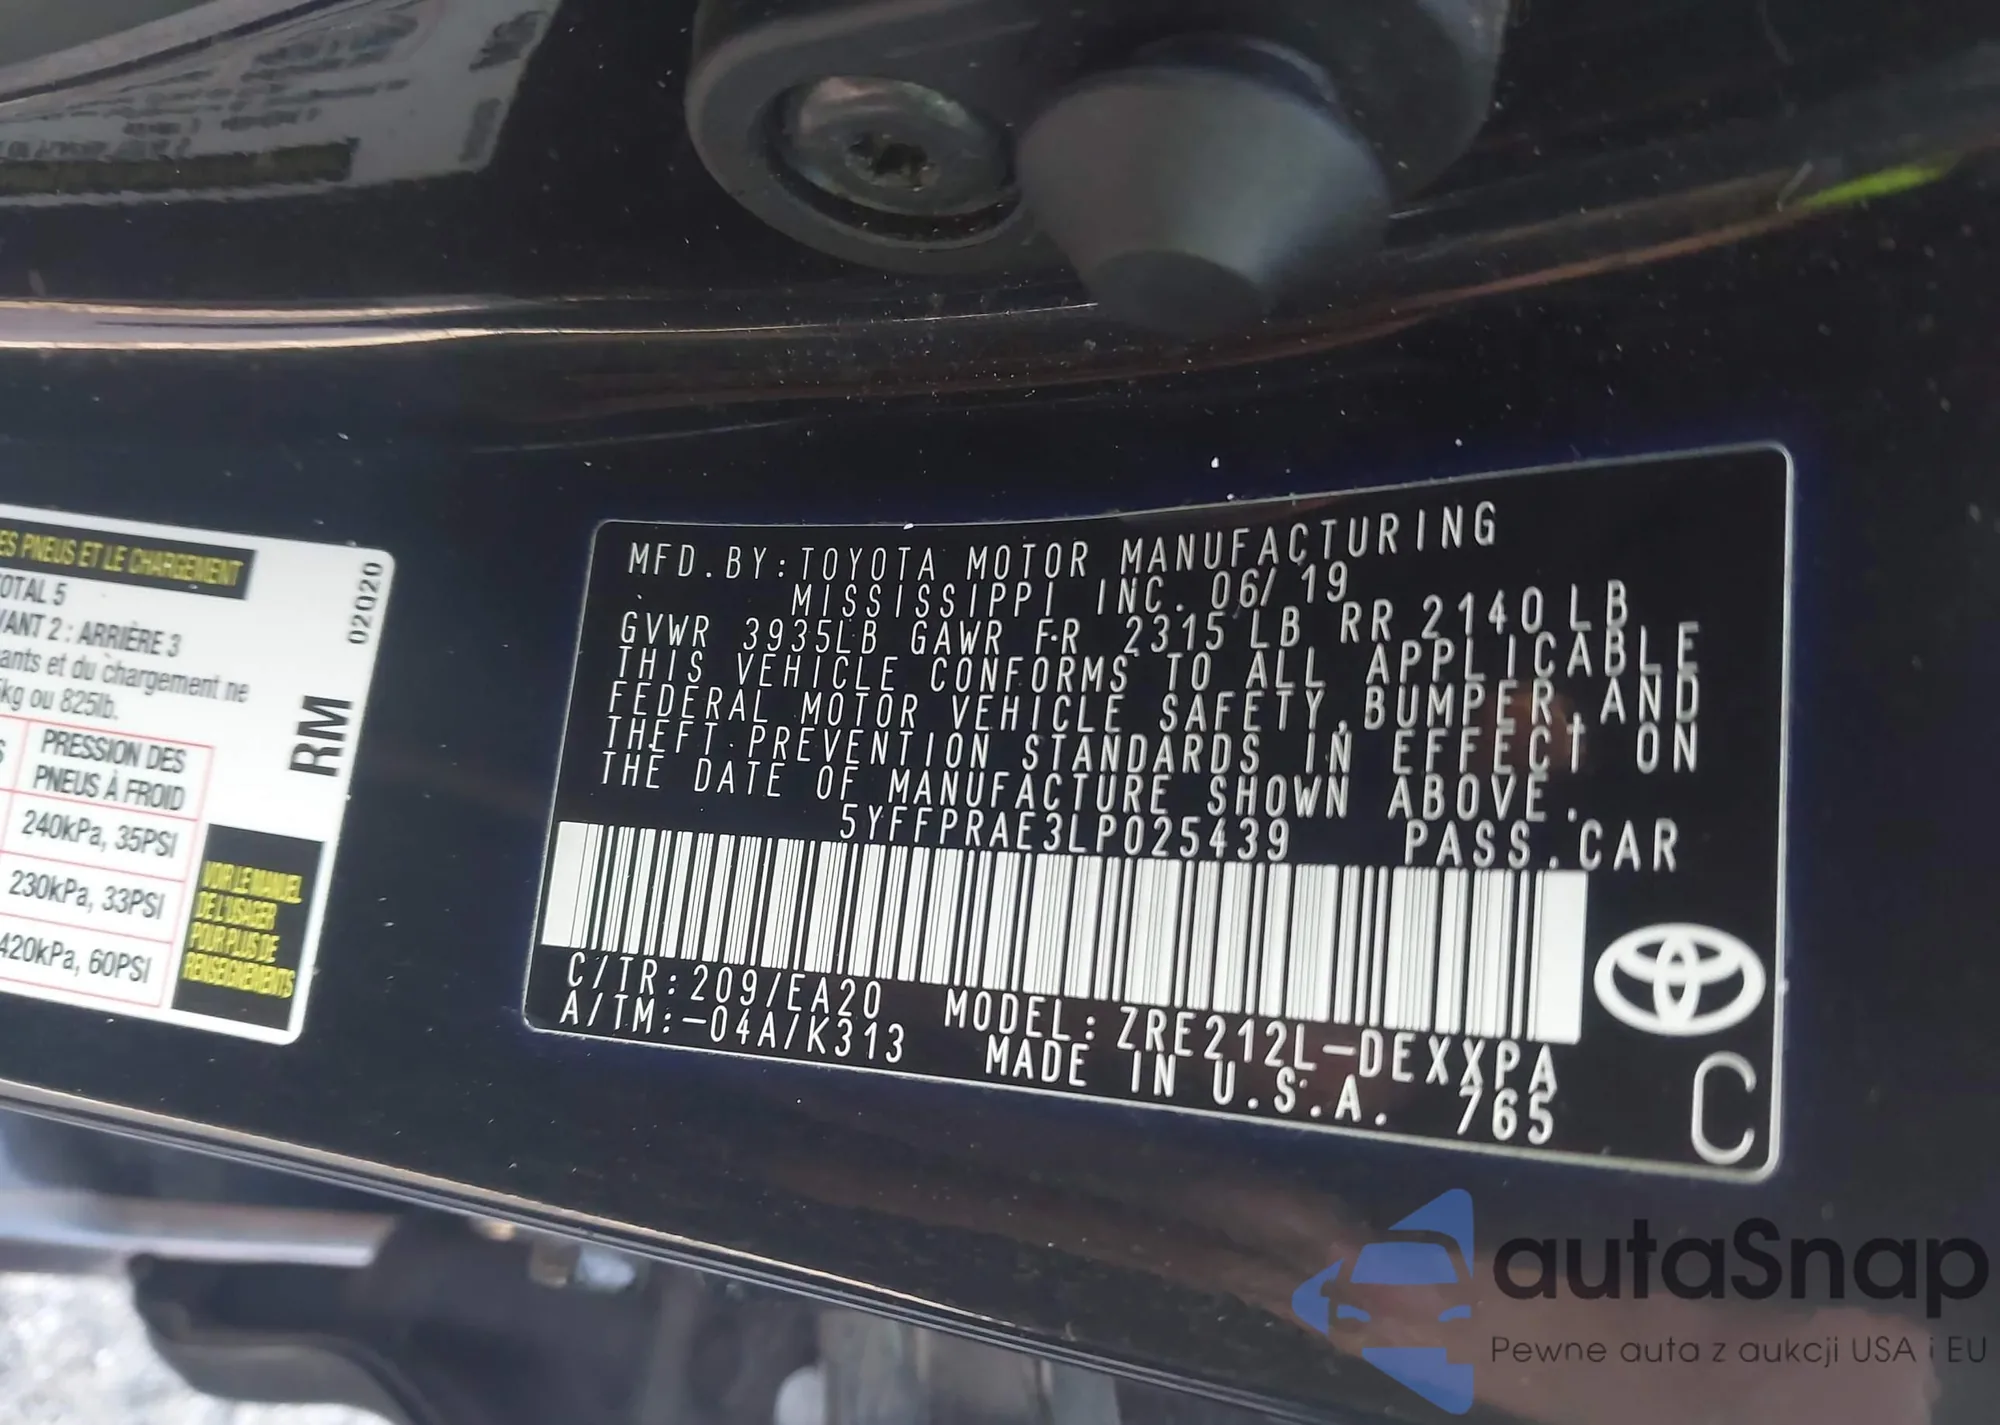 ES PNEUS ET LE CHARGEMENT
OTAL 5
VANT 2 : ARRIÈRE 3
ants et du chargement ne
kg ou 825lb.
PRESSION DES
PNEUS À FROID
240kPa, 35PSI
230kPa, 33PSI
420kPa, 60PSI
VOIR LE MANUEL
DE L'USAGER
POUR PLUS DE
RENSEIGNEMENTS
RM
02020
MFD.BY:TOYOTA MOTOR MANUFACTURING
MISSISSIPPI INC. 06/19
GVWR 3935LB GAWR FR 2315LB RR 2140LB
THIS VEHICLE CONFORMS TO ALL APPLICABLE
FEDERAL MOTOR VEHICLE SAFETY,BUMPER,AND
THEFT PREVENTION STANDARDS IN EFFECT ON
THE DATE OF MANUFACTURE SHOWN ABOVE.
5YFFPRAE3LP025439 PASS.CAR
C/TR:209/EA20 MODEL:ZRE212L-DEXXPA
A/TM:-04A/K313 MADE IN U.S.A. 765
C
autaSnap
Pewne auta z aukcji USA i EU